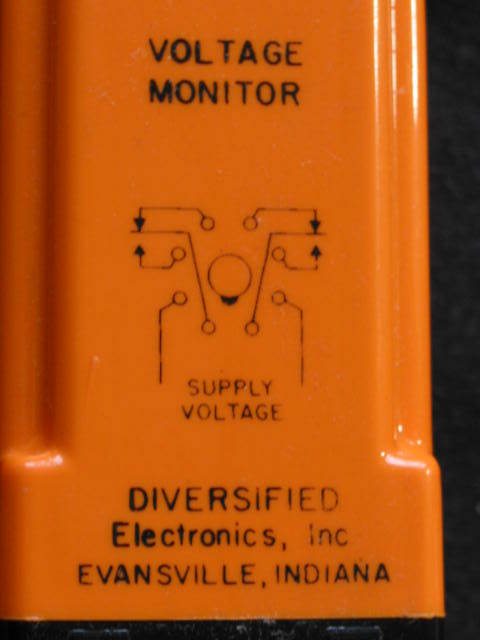 VOLTAGE
MONITOR
SUPPLY
VOLTAGE
DIVERSIFIED
Electronics, Inc
EVANSVILLE, INDIANA